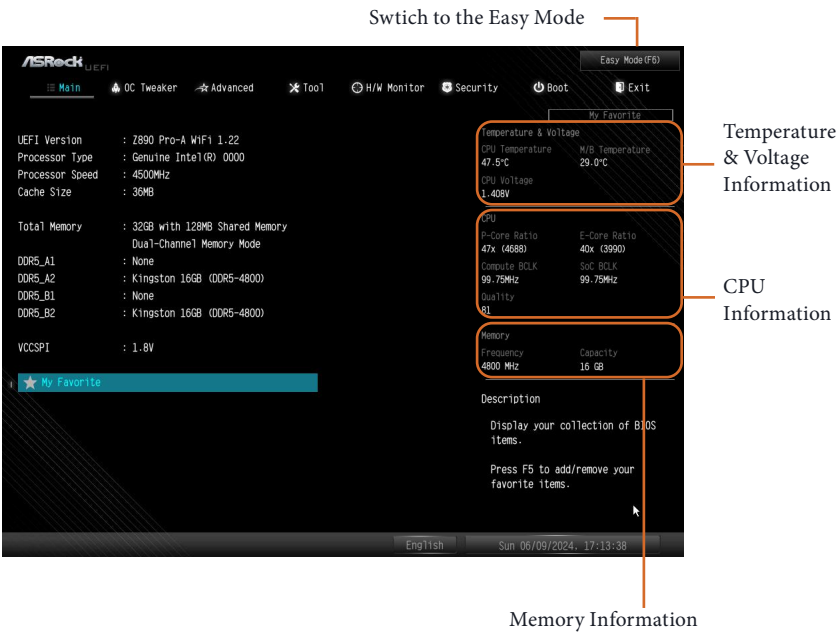 Swtich to the Easy Mode
ASRock UEFI
Easy Mode(F6)
Main OC Tweaker Advanced Tool H/W Monitor Security Boot Exit
My Favorite
UEFI Version : Z890 Pro-A WiFi 1.22
Processor Type : Genuine Intel(R) 0000
Processor Speed : 4500MHz
Cache Size : 36MB
Total Memory : 32GB with 128MB Shared Memory
Dual-Channel Memory Mode
DDR5_A1 : None
DDR5_A2 : Kingston 16GB (DDR5-4800)
DDR5_B1 : None
DDR5_B2 : Kingston 16GB (DDR5-4800)
VCCSPI : 1.8V
My Favorite
Temperature & Voltage
CPU Temperature M/B Temperature
47.5°C 29.0°C
CPU Voltage
1.408V
CPU
P-Core Ratio E-Core Ratio
47x (4688) 40x (3990)
Compute BCLK SoC BCLK
99.75MHz 99.75MHz
Quality
81
Memory
Frequency Capacity
4800 MHz 16 GB
Description
Display your collection of BIOS
items.
Press F5 to add/remove your
favorite items.
English Sun 06/09/2024, 17:13:38
Temperature
& Voltage
Information
CPU
Information
Memory Information